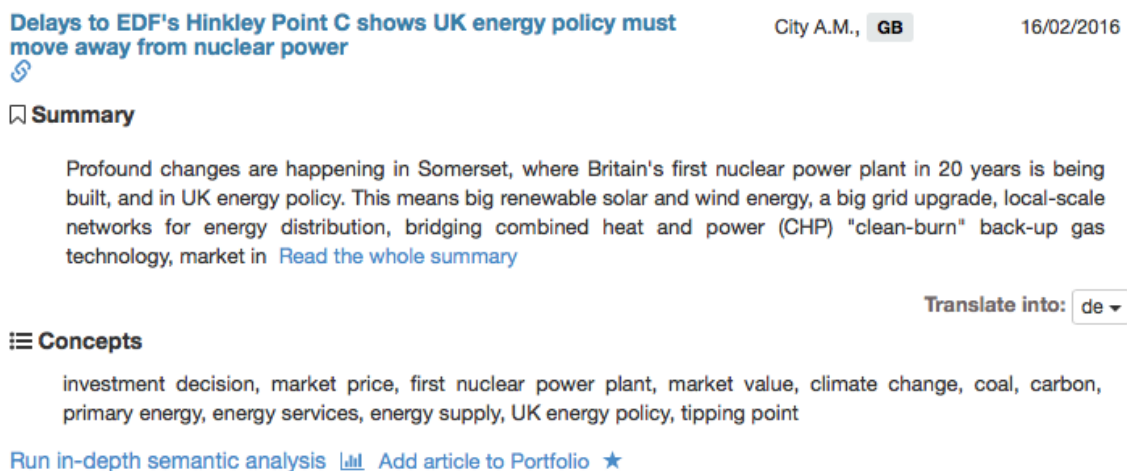 Delays to EDF's Hinkley Point C shows UK energy policy must
move away from nuclear power
City A.M., GB
16/02/2016
Summary
Profound changes are happening in Somerset, where Britain's first nuclear power plant in 20 years is being
built, and in UK energy policy. This means big renewable solar and wind energy, a big grid upgrade, local-scale
networks for energy distribution, bridging combined heat and power (CHP) "clean-burn" back-up gas
technology, market in Read the whole summary
Translate into: de
Concepts
investment decision, market price, first nuclear power plant, market value, climate change, coal, carbon,
primary energy, energy services, energy supply, UK energy policy, tipping point
Run in-depth semantic analysis Add article to Portfolio